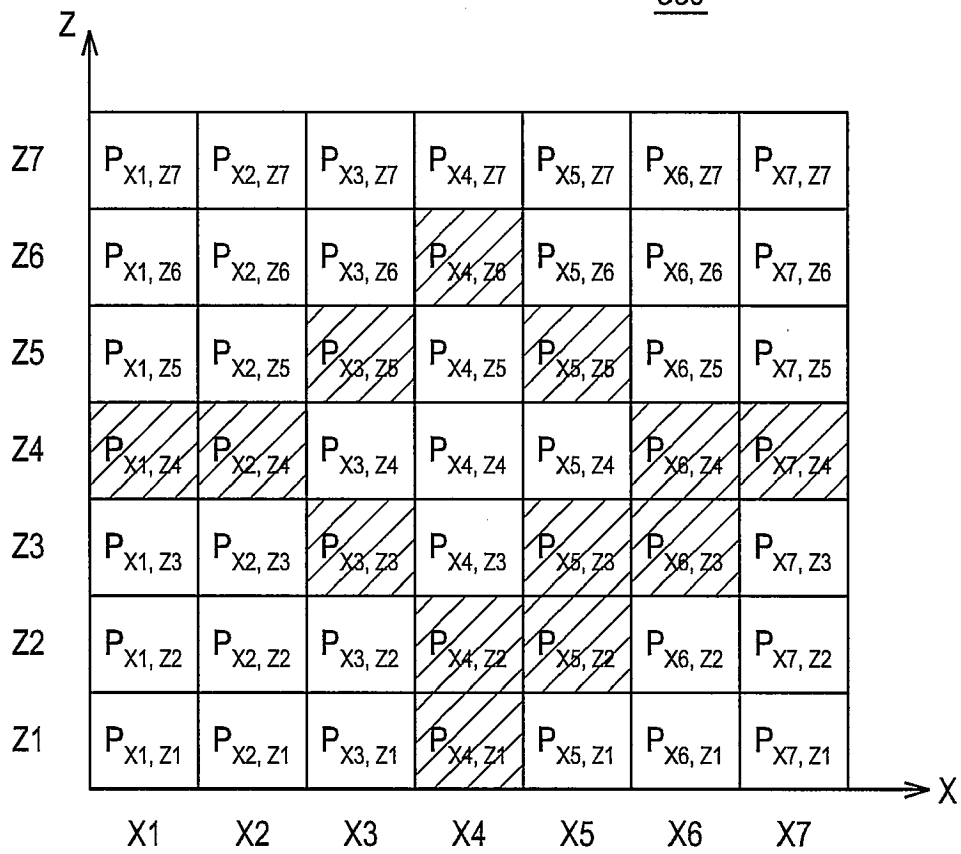 Z
Z7 P X1, Z7 P X2, Z7 P X3, Z7 P X4, Z7 P X5, Z7 P X6, Z7 P X7, Z7
Z6 P X1, Z6 P X2, Z6 P X3, Z6 P X4, Z6 P X5, Z6 P X6, Z6 P X7, Z6
Z5 P X1, Z5 P X2, Z5 P X3, Z5 P X4, Z5 P X5, Z5 P X6, Z5 P X7, Z5
Z4 P X1, Z4 P X2, Z4 P X3, Z4 P X4, Z4 P X5, Z4 P X6, Z4 P X7, Z4
Z3 P X1, Z3 P X2, Z3 P X3, Z3 P X4, Z3 P X5, Z3 P X6, Z3 P X7, Z3
Z2 P X1, Z2 P X2, Z2 P X3, Z2 P X4, Z2 P X5, Z2 P X6, Z2 P X7, Z2
Z1 P X1, Z1 P X2, Z1 P X3, Z1 P X4, Z1 P X5, Z1 P X6, Z1 P X7, Z1
X
X1 X2 X3 X4 X5 X6 X7